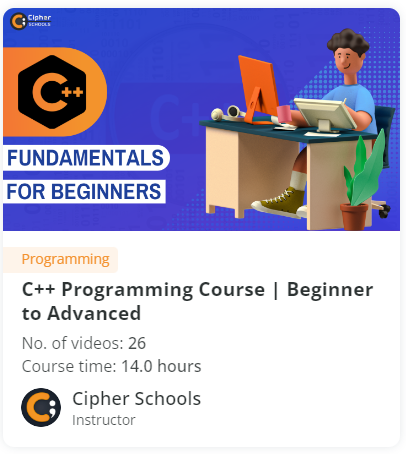 Cipher
SCHOOLS
C++
FUNDAMENTALS
FOR BEGINNERS
Programming
C++ Programming Course | Beginner
to Advanced
No. of videos: 26
Course time: 14.0 hours
Cipher Schools
Instructor